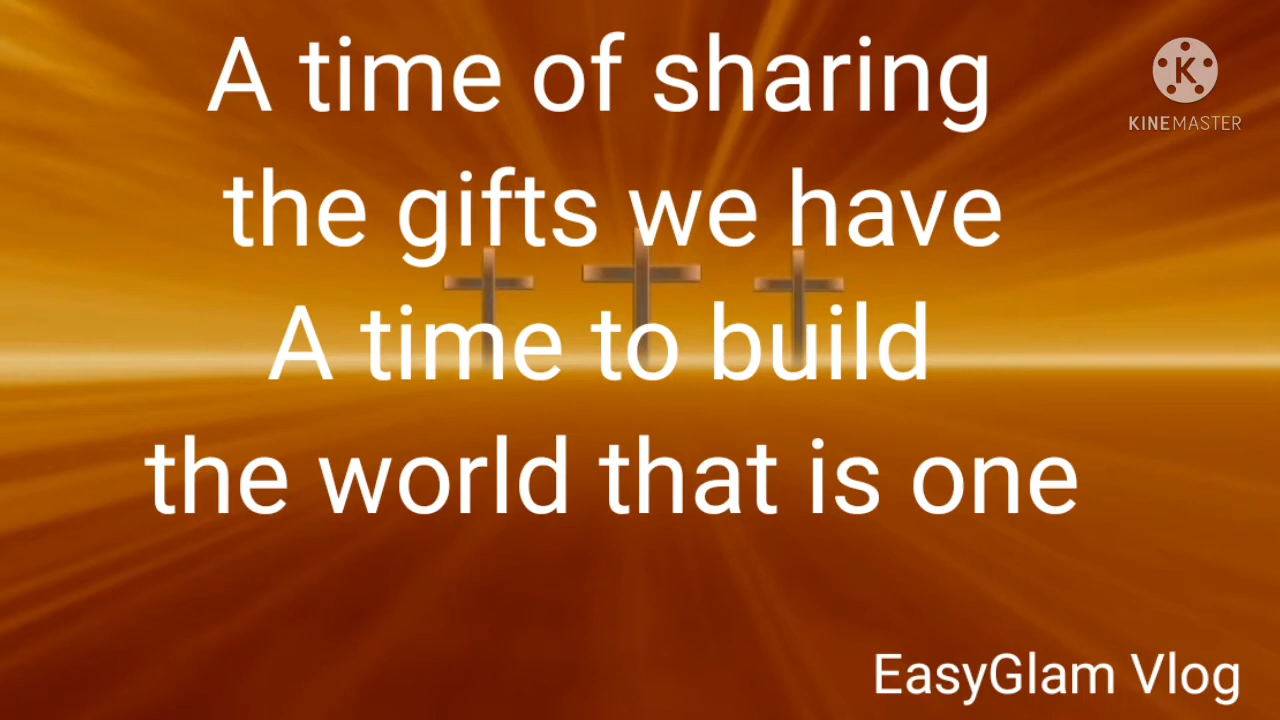 A time of sharing
the gifts we have
A time to build
the world that is one
K
KINEMASTER
EasyGlam Vlog